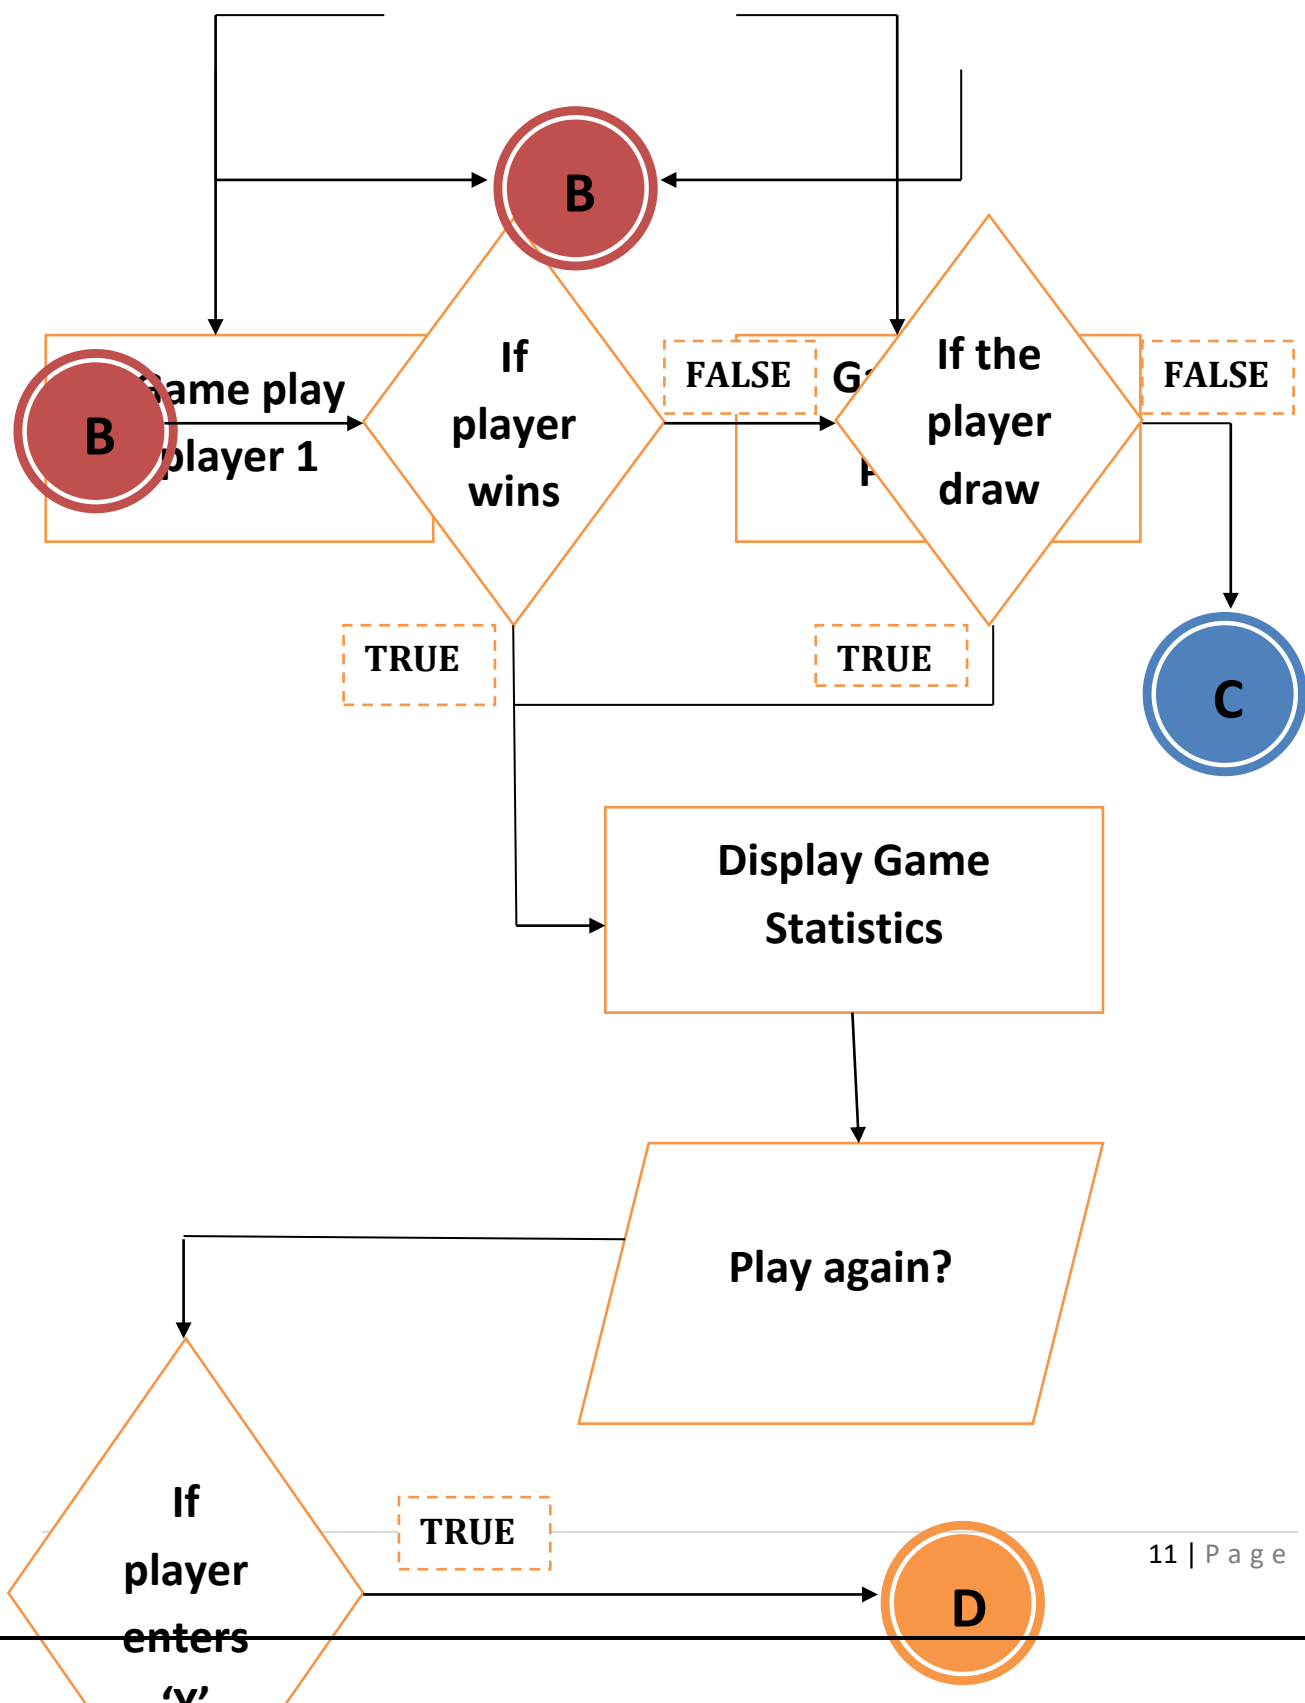 B
If
player
wins
FALSE
If the
player
draw
FALSE
B
Game play
player 1
TRUE
TRUE
C
Display Game
Statistics
Play again?
If
player
enters
‘Y’
TRUE
D
11 | Page